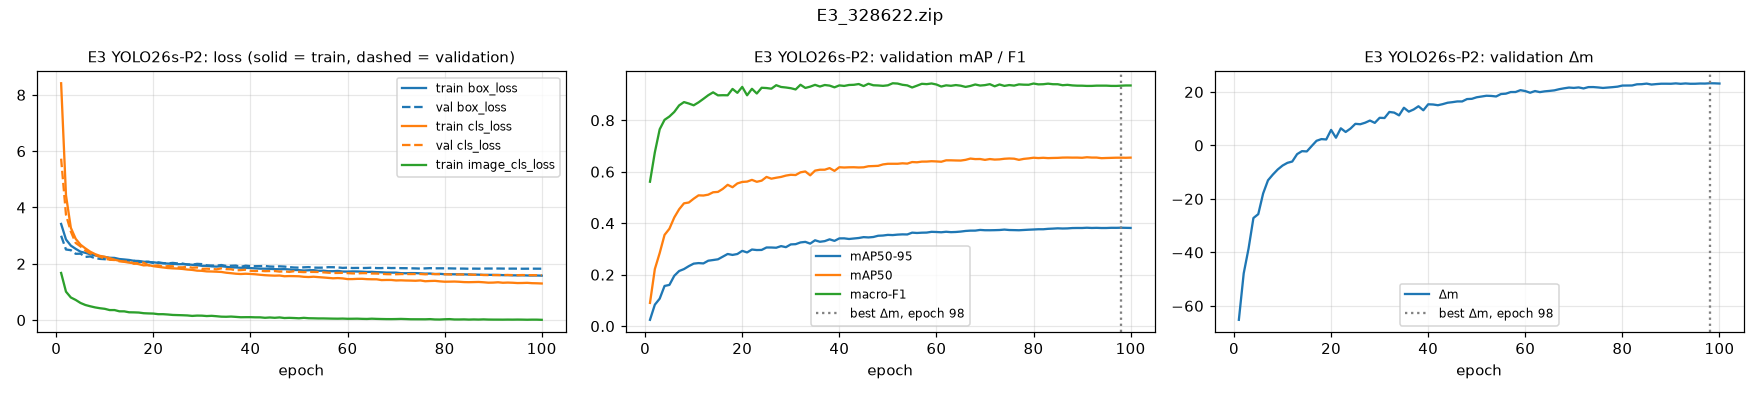 E3_328622.zip
E3 YOLO26s-P2: loss (solid = train, dashed = validation)
8
6
4
2
0
train box_loss
val box_loss
train cls_loss
val cls_loss
train image_cls_loss
0 20 40 60 80 100
epoch
E3 YOLO26s-P2: validation mAP / F1
0.8
0.6
0.4
0.2
0.0
mAP50-95
mAP50
macro-F1
best Δm, epoch 98
0 20 40 60 80 100
epoch
E3 YOLO26s-P2: validation Δm
20
0
−20
−40
−60
Δm
best Δm, epoch 98
0 20 40 60 80 100
epoch